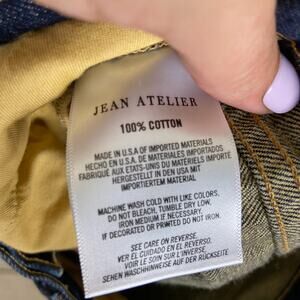 JEAN ATELIER
100% COTTON
MADE IN U.S.A OF IMPORTED MATERIALS
HECHO EN U.S.A. DE MATERIALES IMPORTADOS
FABRIQUÉ AUX ETATS-UNIS DU MATERIELS IMPORTE
HERGESTELLT IN DEN USA MIT
IMPORTIERTEM MATERIAL
MACHINE WASH COLD WITH LIKE COLORS.
DO NOT BLEACH, TUMBLE DRY LOW.
IRON MEDIUM IF NECESSARY.
IF DECORATED OR PRINTED DO NOT IRON.
SEE CARE ON REVERSE.
VER EL CUIDADO EN EL REVERSO.
VOIR LE SOIN SUR L'INVERSE.
SEHEN WASCHHINWEISE AUF DER RÜCKSEITE